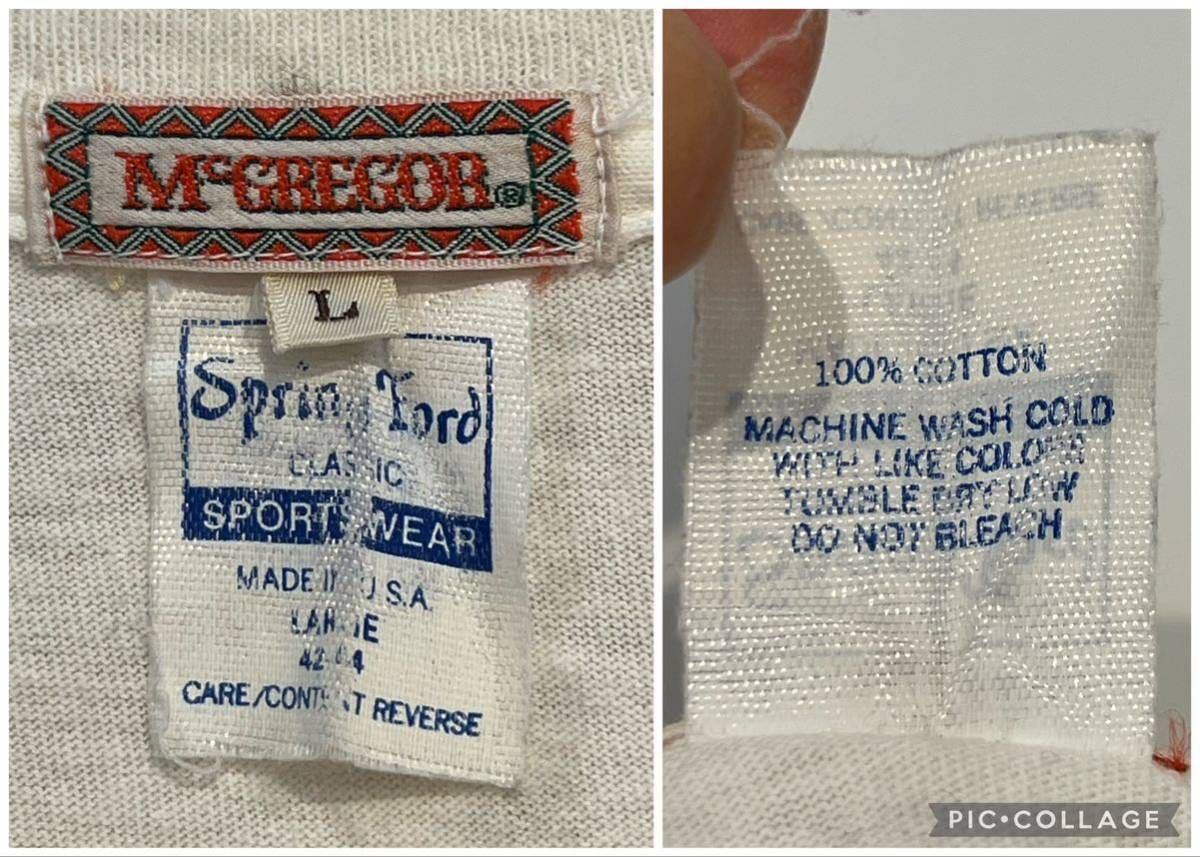 McGREGOR®
L
Spring Ford
CLASSIC
SPORTSWEAR
MADE IN U.S.A.
LARGE
42-44
CARE/CONTENT REVERSE
100% COTTON
MACHINE WASH COLD
WITH LIKE COLORS
TUMBLE DRY LOW
DO NOT BLEACH
PIC•COLLAGE